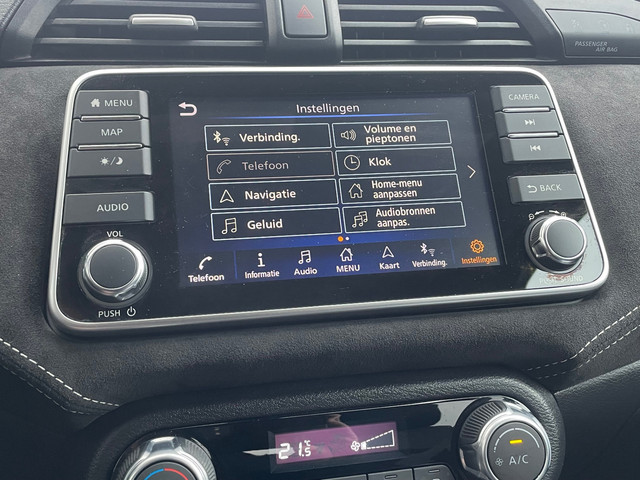 PASSENGER
AIR BAG
MENU
MAP
AUDIO
VOL
PUSH
Instellingen
Verbinding.
Volume en
pieptonen
Telefoon
Klok
Navigatie
Home-menu
aanpassen
Geluid
Audiobronnen
aanpas.
Telefoon
Informatie
Audio
MENU
Kaart
Verbinding.
Instellingen
CAMERA
BACK
21.5 °C
A/C